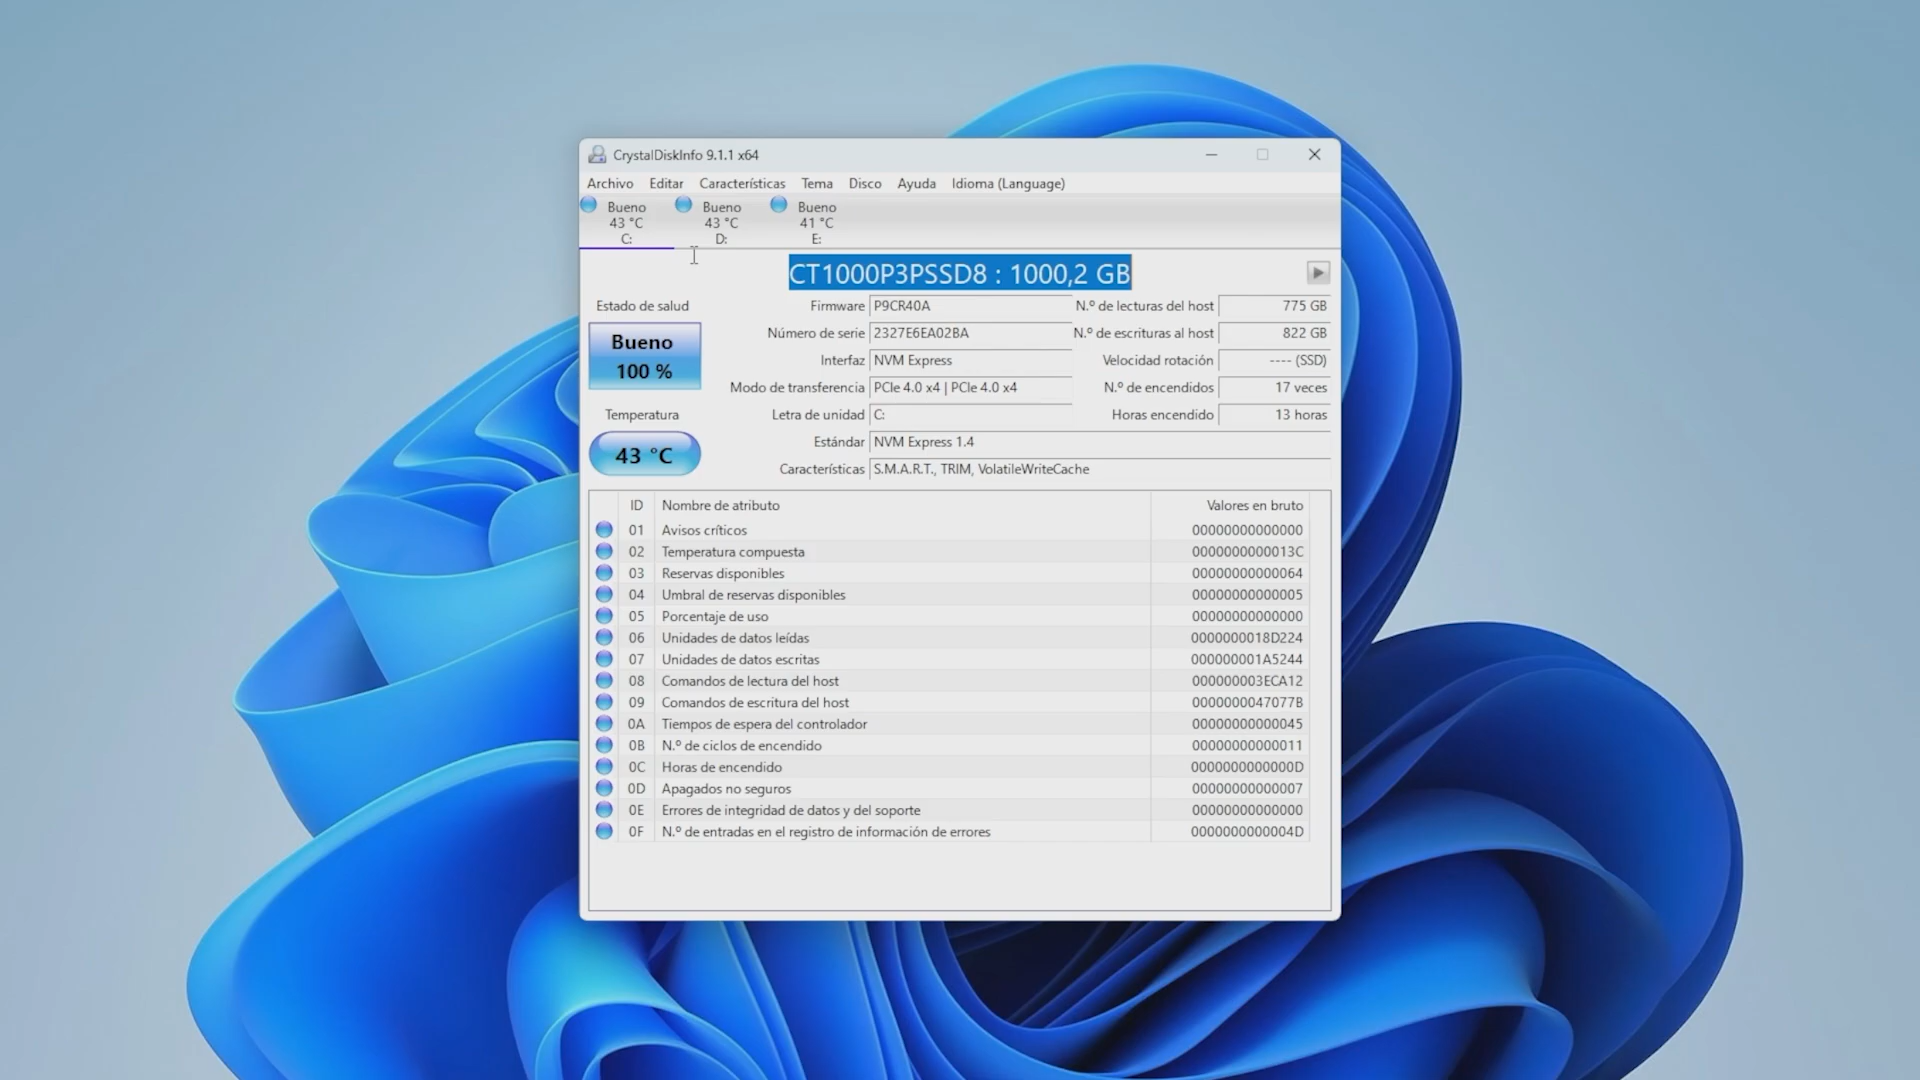 CrystalDiskInfo 9.1.1 x64
Archivo Editar Características Tema Disco Ayuda Idioma (Language)
Bueno Bueno Bueno
43 °C 43 °C 41 °C
C: D: E:
CT1000P3PSSD8 : 1000,2 GB
Estado de salud
Bueno
100 %
Temperatura
43 °C
Firmware P9CR40A N.º de lecturas del host 775 GB
Número de serie 2327E6EA02BA N.º de escrituras al host 822 GB
Interfaz NVM Express Velocidad rotación ---- (SSD)
Modo de transferencia PCIe 4.0 x4 | PCIe 4.0 x4 N.º de encendidos 17 veces
Letra de unidad C: Horas encendido 13 horas
Estándar NVM Express 1.4
Características S.M.A.R.T., TRIM, VolatileWriteCache
ID Nombre de atributo Valores en bruto
01 Avisos críticos 00000000000000
02 Temperatura compuesta 0000000000013C
03 Reservas disponibles 00000000000064
04 Umbral de reservas disponibles 00000000000005
05 Porcentaje de uso 00000000000000
06 Unidades de datos leídas 0000000018D224
07 Unidades de datos escritas 000000001A5244
08 Comandos de lectura del host 000000003ECA12
09 Comandos de escritura del host 0000000047077B
0A Tiempos de espera del controlador 00000000000045
0B N.º de ciclos de encendido 00000000000011
0C Horas de encendido 0000000000000D
0D Apagados no seguros 00000000000007
0E Errores de integridad de datos y del soporte 00000000000000
0F N.º de entradas en el registro de información de errores 0000000000004D